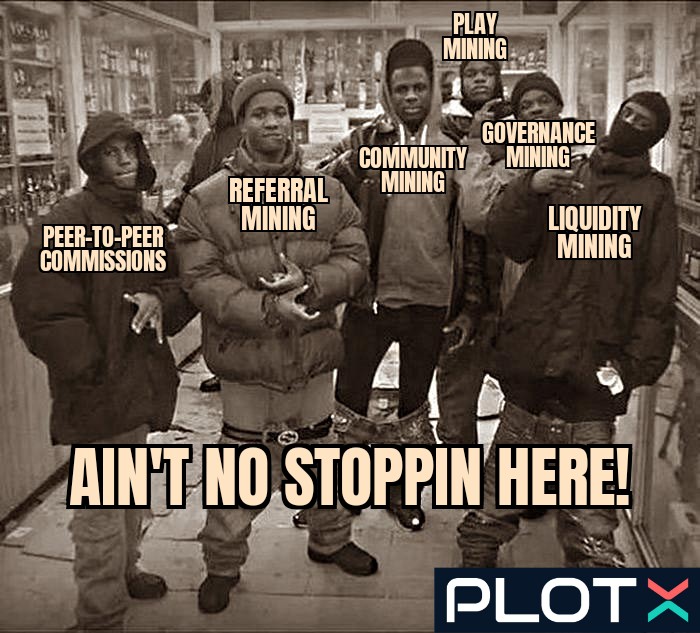 PLAY
MINING
GOVERNANCE
MINING
COMMUNITY
MINING
REFERRAL
MINING
LIQUIDITY
MINING
PEER-TO-PEER
COMMISSIONS
AIN'T NO STOPPIN HERE!
PLOTX